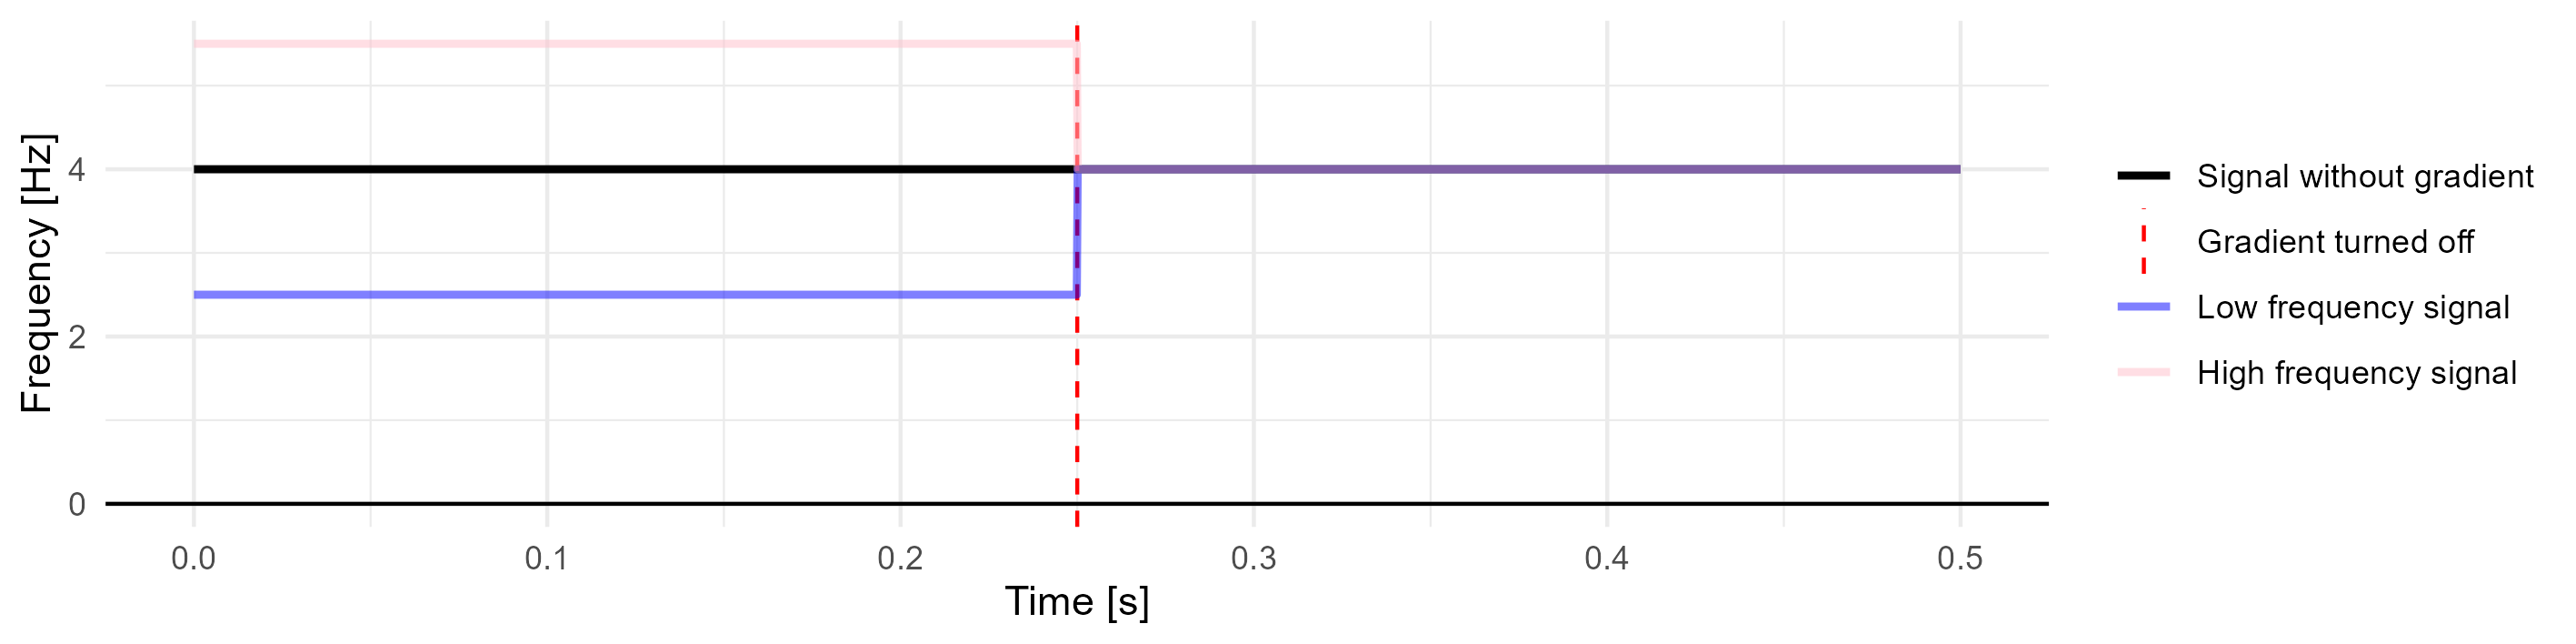 Frequency [Hz]
4
2
0
0.0 0.1 0.2 0.3 0.4 0.5
Time [s]
Signal without gradient
Gradient turned off
Low frequency signal
High frequency signal